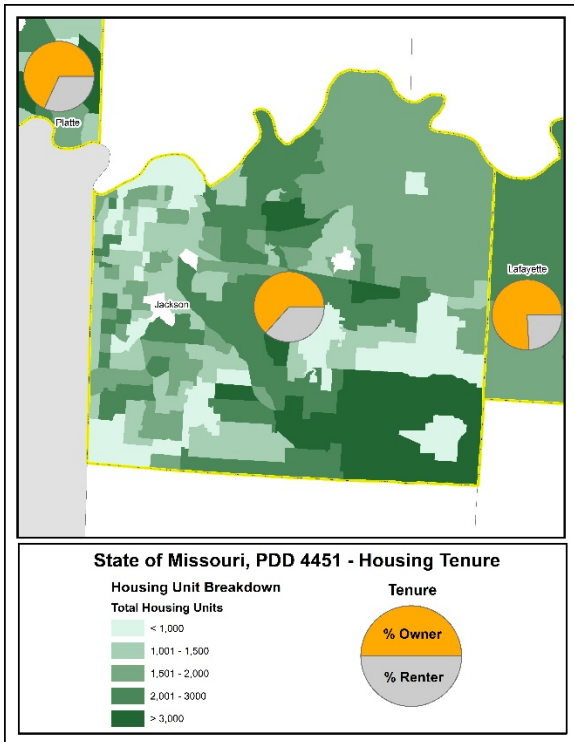 Platte
Lafayette
Jackson
State of Missouri, PDD 4451 - Housing Tenure
Housing Unit Breakdown
Total Housing Units
< 1,000
1,001 - 1,500
1,501 - 2,000
2,001 - 3000
> 3,000
Tenure
% Owner
% Renter